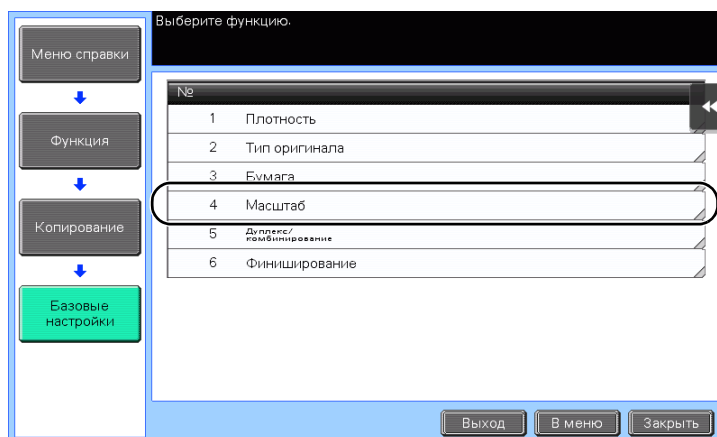 Выберите функцию.
Меню справки
Функция
Копирование
Базовые
настройки
№
1 Плотность
2 Тип оригинала
3 Бумага
4 Масштаб
5 Дуплекс/
комбинирование
6 Финиширование
Выход В меню Закрыть